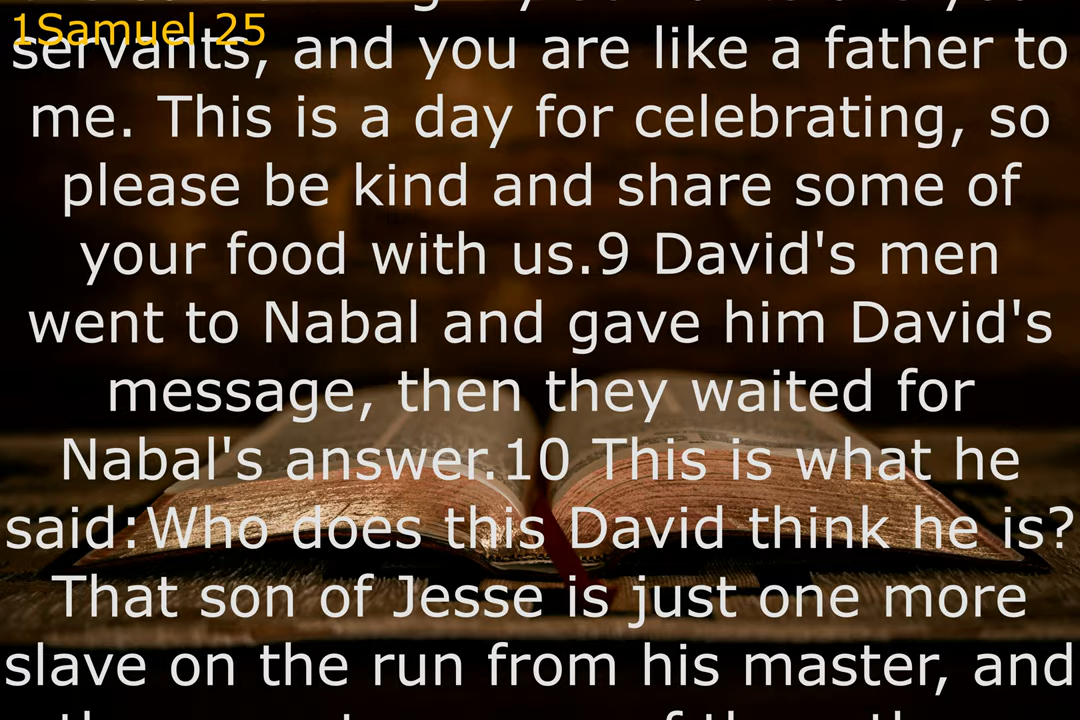 1Samuel 25
servants, and you are like a father to
me. This is a day for celebrating, so
please be kind and share some of
your food with us.9 David's men
went to Nabal and gave him David's
message, then they waited for
Nabal's answer.10 This is what he
said:Who does this David think he is?
That son of Jesse is just one more
slave on the run from his master, and